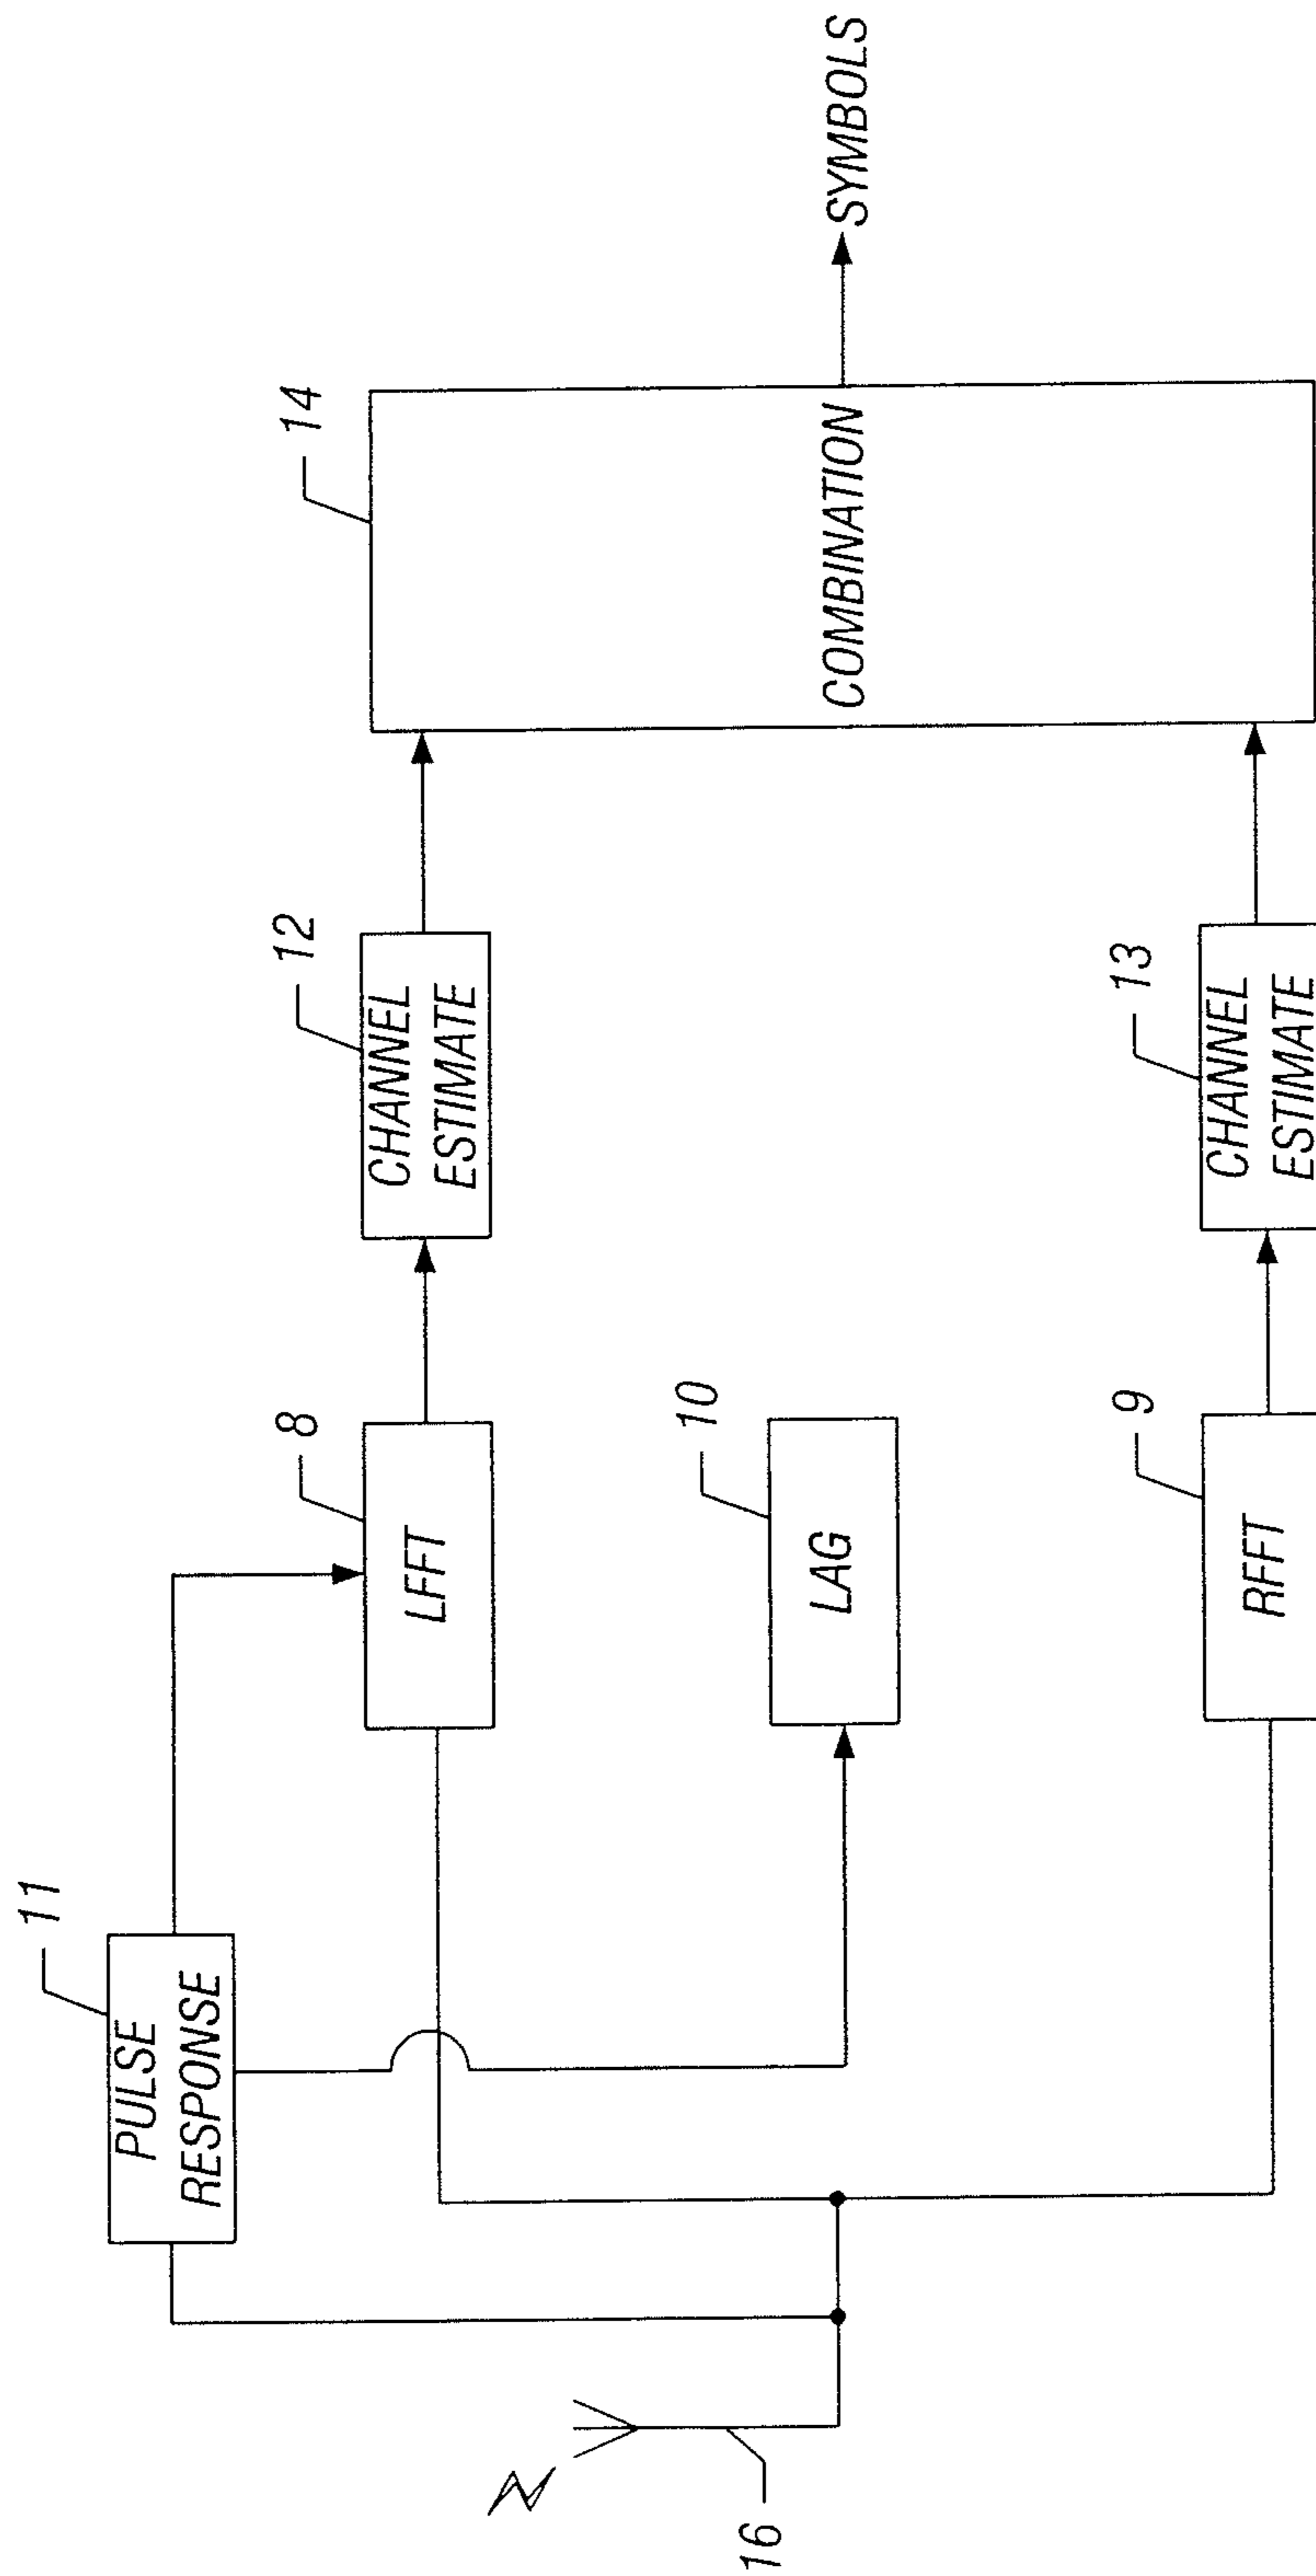 11
PULSE
RESPONSE
8
LFFT
12
CHANNEL
ESTIMATE
14
COMBINATION
SYMBOLS
10
LAG
16
9
RFFT
13
CHANNEL
ESTIMATE